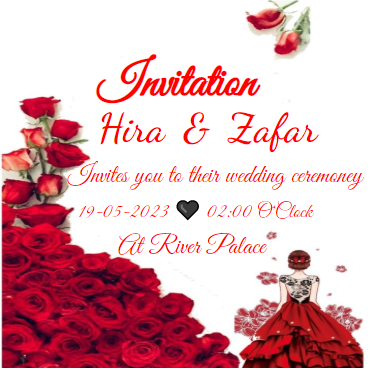 Invitation
Hira & Zafar
Invites you to their wedding ceremoney
19-05-2023 🖤 02:00 O'Clock
At River Palace